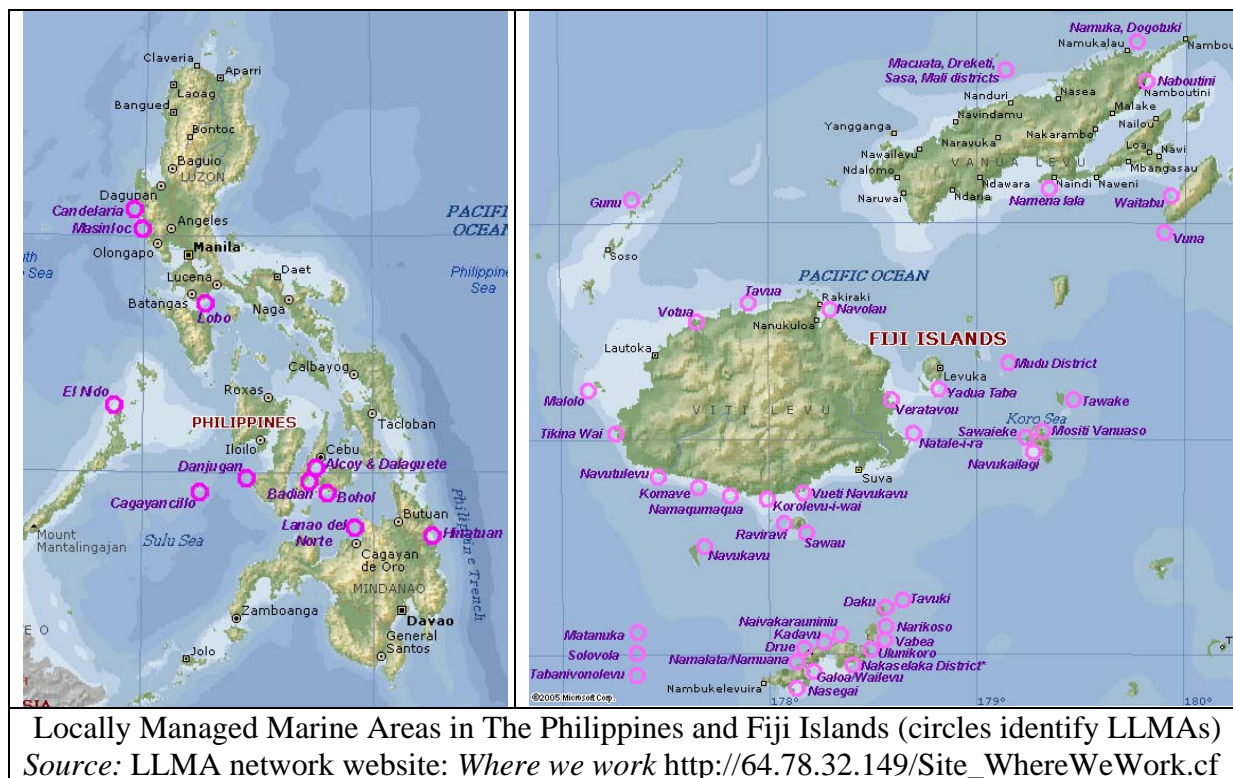 Claveria
Aparri
Laoag
Bangued
Bontoc
Baguio
LUZON
Dagupan
Candelaria
Angeles
Masinloc
Olongapo
Manila
PACIFIC
OCEAN
Philippine
Sea
Sea
Lucena
Daet
Batangas
Naga
Lobo
Calbayog
El Nido
Roxas
PHILIPPINES
Tacloban
Iloilo
Cebu
Danjugan
Alcoy & Dalaguete
Badian
Bohol
Cagayancillo
Lanao del
Norte
Butuan
Hinatuan
Mount
Mantalingajan
Sulu Sea
Cagayan
de Oro
MINDANAO
Philippine Trench
Zamboanga
Davao
General
Santos
Jolo
Namuka, Dogotuki
Namukalau
Nambou
Macuata, Dreketi,
Sasa, Mali districts
Naboutini
Namboutini
Nanduri
Nasea
Malake
Yangganga
Navindamu
Nailou
Naravuka
Nakarambo
Nawailevu
VANUA LEVU
Loa
Nawi
Mbangasau
Ndalomo
Ndawara
Naindi
Naweni
Gunu
Naruwai
Ndaria
Namena lala
Waitabu
Vuna
Soso
PACIFIC OCEAN
Tavua
Rakiraki
Navolau
Votua
Nanukuloa
FIJI ISLANDS
Lautoka
Mudu District
Levuka
Malolo
Yadua Taba
VITI LEVU
Veratavou
Koro Sea
Tawake
Tikina Wai
Natale-i-ra
Sawaieke
Mositi Vanuaso
Navukailagi
Navutulevu
Suva
Komave
Vueti Navukavu
Namaqumaqua
Korolevu-i-wai
Raviravi
Sawau
Navukavu
Daku
Tavuki
Naivakarauniniu
Narikoso
Matanuka
Kadavu
Vabea
Drue
Ulunikoro
Solovola
Namalata/Namuana
Nakaselaka District*
Tabanivonolevu
Galoa/Wailevu
Nambukelevuira
Nasegai
©2005 Microsoft Corp.
178°
179°
180°
Locally Managed Marine Areas in The Philippines and Fiji Islands (circles identify LLMAs)
Source: LLMA network website: Where we work http://64.78.32.149/Site_WhereWeWork.cf